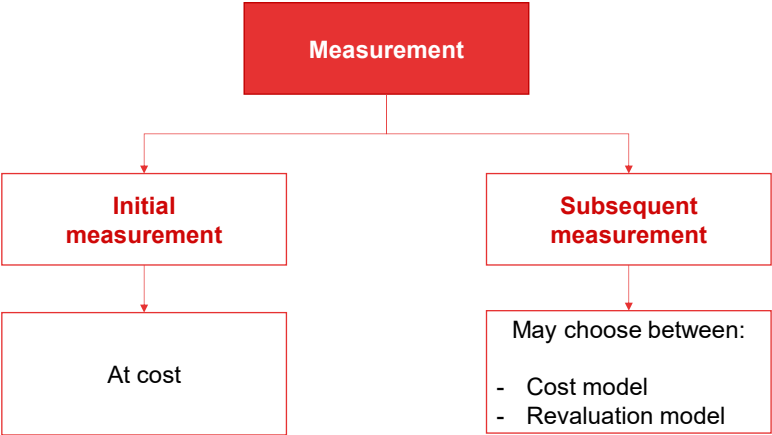 Measurement
Initial
measurement
Subsequent
measurement
At cost
May choose between:
- Cost model
- Revaluation model